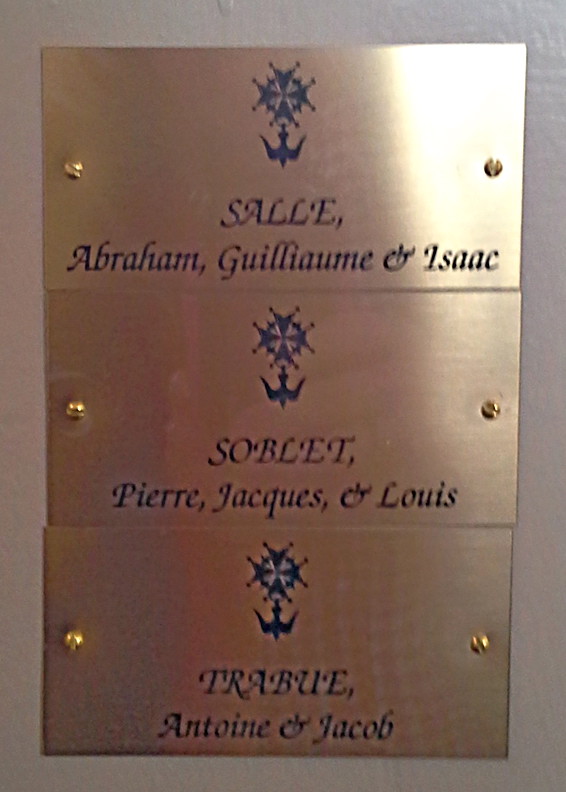 SALLE,
Abraham, Guilliaume & Isaac
SOBLET,
Pierre, Jacques, & Louis
TRABUE,
Antoine & Jacob